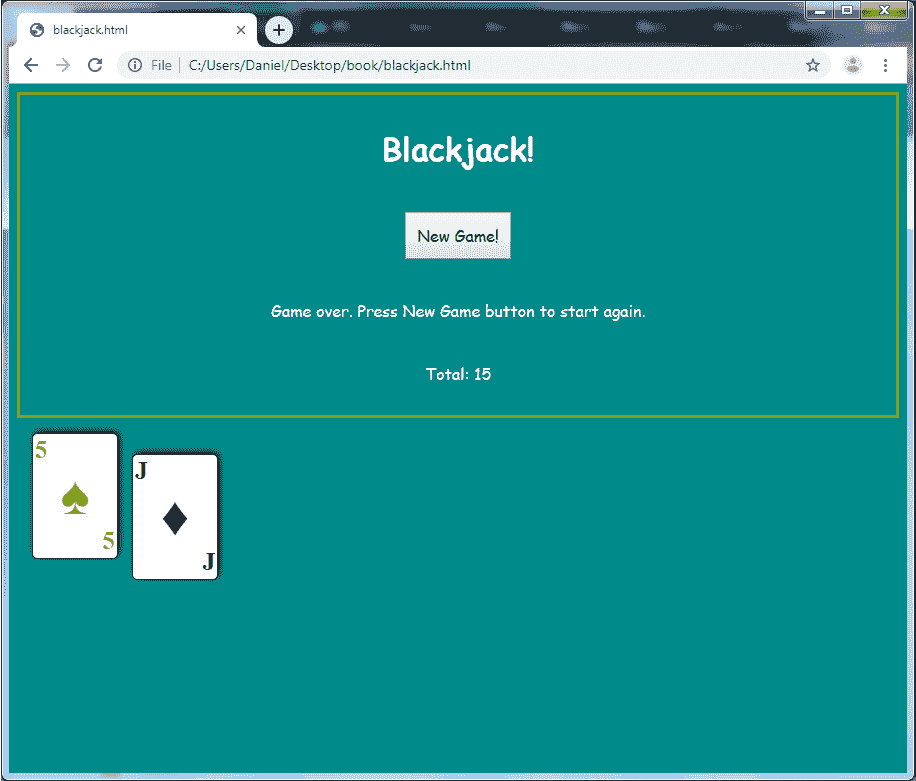 blackjack.html
File | C:/Users/Daniel/Desktop/book/blackjack.html
Blackjack!
New Game!
Game over. Press New Game button to start again.
Total: 15
5
♠
5
J
♦
J